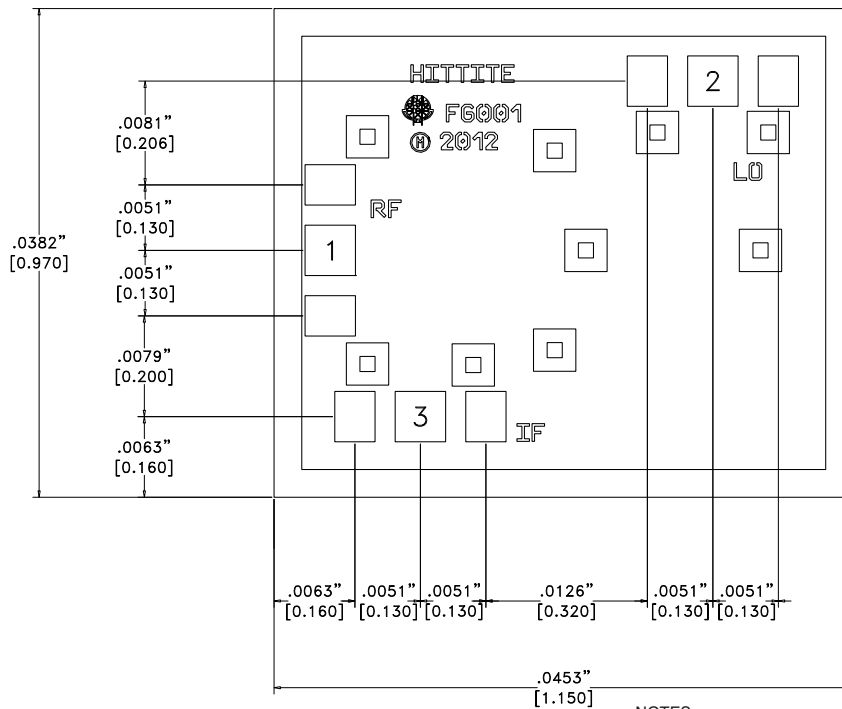 HITTITE
2
FG001
Ⓜ 2012
LO
RF
1
3
IF
.0081”
[0.206]
.0051”
[0.130]
.0382”
[0.970]
.0051”
[0.130]
.0079”
[0.200]
.0063”
[0.160]
.0063” .0051” .0051” .0126” .0051” .0051”
[0.160] [0.130] [0.130] [0.320] [0.130] [0.130]
.0453”
[1.150]
NOTES